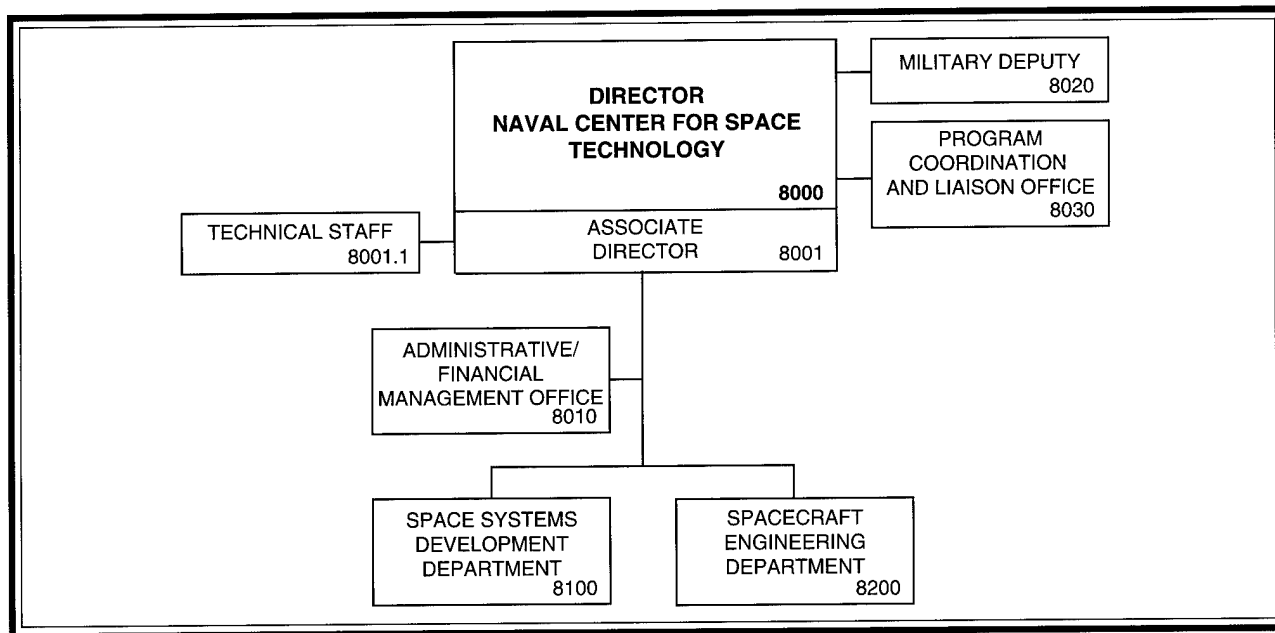 DIRECTOR
NAVAL CENTER FOR SPACE
TECHNOLOGY
8000
MILITARY DEPUTY
8020
PROGRAM
COORDINATION
AND LIAISON OFFICE
8030
TECHNICAL STAFF
8001.1
ASSOCIATE
DIRECTOR
8001
ADMINISTRATIVE/
FINANCIAL
MANAGEMENT OFFICE
8010
SPACE SYSTEMS
DEVELOPMENT
DEPARTMENT
8100
SPACECRAFT
ENGINEERING
DEPARTMENT
8200